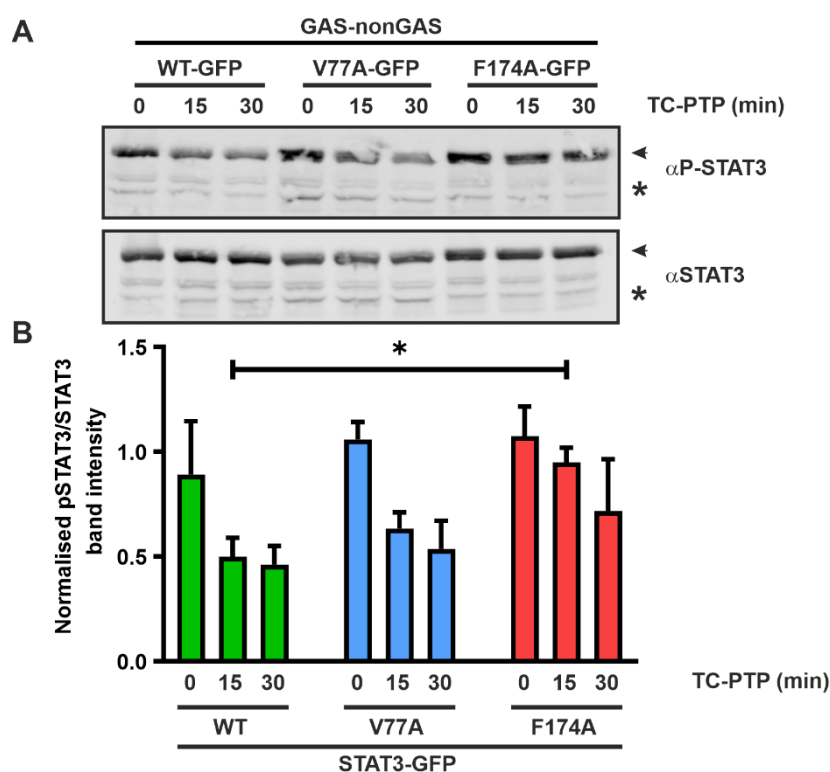 A
GAS-nonGAS
WT-GFP V77A-GFP F174A-GFP
0 15 30 0 15 30 0 15 30 TC-PTP (min)
αP-STAT3
*
αSTAT3
*
B
Normalised pSTAT3/STAT3
band intensity
1.5
1.0
0.5
0.0
*
0 15 30 0 15 30 0 15 30 TC-PTP (min)
WT V77A F174A
STAT3-GFP